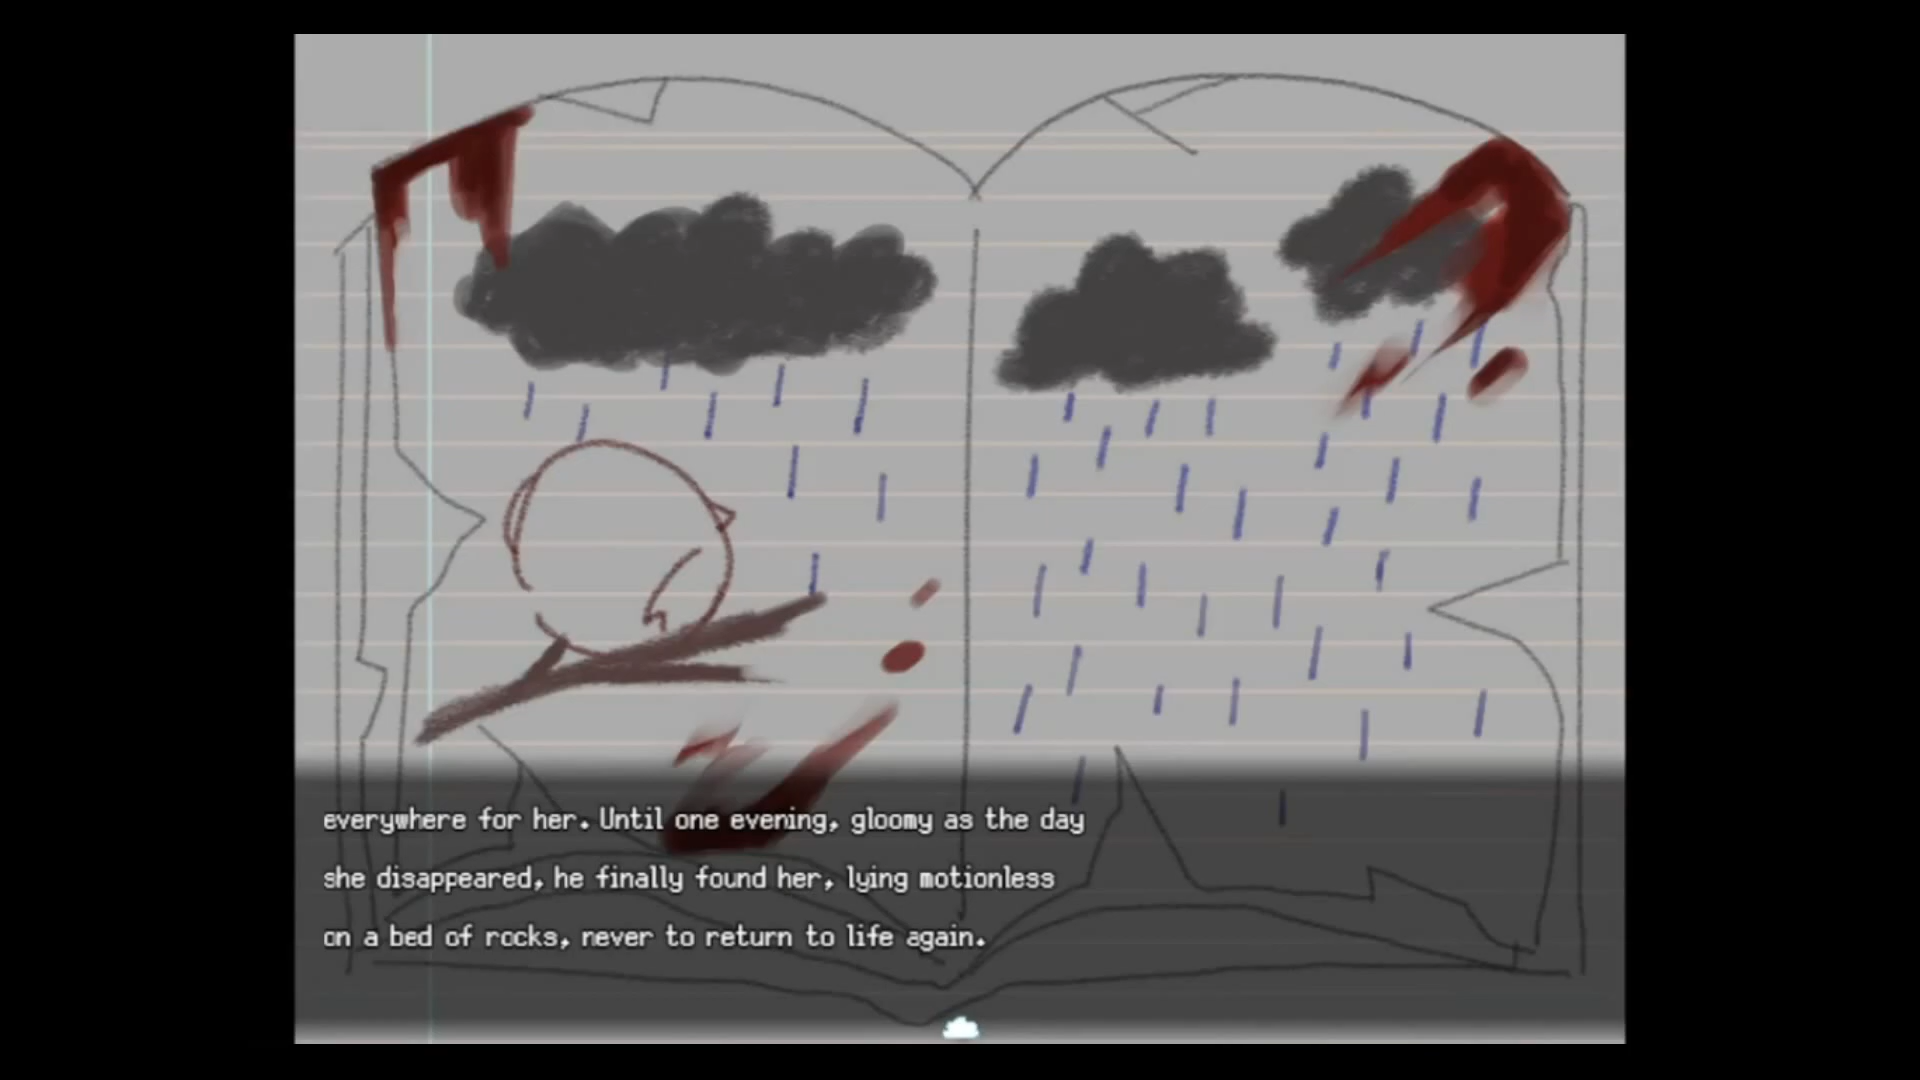 everywhere for her. Until one evening, gloomy as the day
she disappeared, he finally found her, lying motionless
on a bed of rocks, never to return to life again.